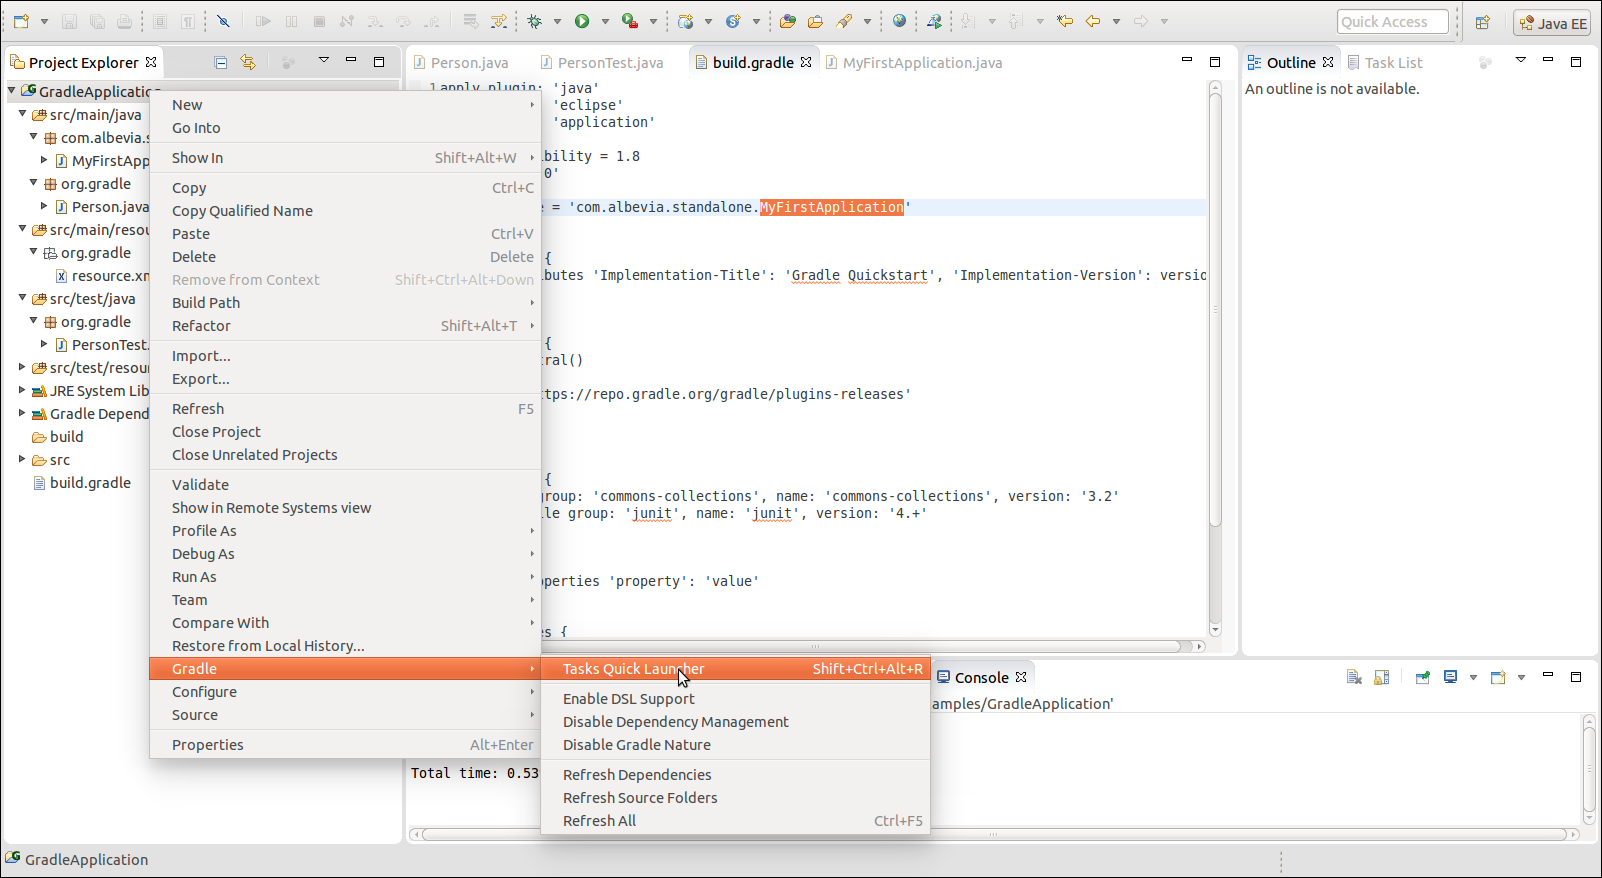 Quick Access
Java EE
Project Explorer
GradleApplication
src/main/java
com.albevia.s
MyFirstApp
org.gradle
Person.java
src/main/resou
org.gradle
resource.xm
src/test/java
org.gradle
PersonTest.
src/test/resour
JRE System Lib
Gradle Depend
build
src
build.gradle
New
Go Into
Show In Shift+Alt+W
Copy Ctrl+C
Copy Qualified Name
Paste Ctrl+V
Delete Delete
Remove from Context Shift+Ctrl+Alt+Down
Build Path
Refactor Shift+Alt+T
Import...
Export...
Refresh F5
Close Project
Close Unrelated Projects
Validate
Show in Remote Systems view
Profile As
Debug As
Run As
Team
Compare With
Restore from Local History...
Gradle
Configure
Source
Properties Alt+Enter
Tasks Quick Launcher Shift+Ctrl+Alt+R
Enable DSL Support
Disable Dependency Management
Disable Gradle Nature
Refresh Dependencies
Refresh Source Folders
Refresh All Ctrl+F5
Person.java PersonTest.java build.gradle MyFirstApplication.java
1 apply plugin: 'java'
'eclipse'
'application'
ibility = 1.8
0'
e = 'com.albevia.standalone.MyFirstApplication'
{
butes 'Implementation-Title': 'Gradle Quickstart', 'Implementation-Version': versio
{
tral()
tps://repo.gradle.org/gradle/plugins-releases'
{
group: 'commons-collections', name: 'commons-collections', version: '3.2'
le group: 'junit', name: 'junit', version: '4.+'
operties 'property': 'value'
es {
Outline Task List
An outline is not available.
Console
amples/GradleApplication'
Total time: 0.53
GradleApplication